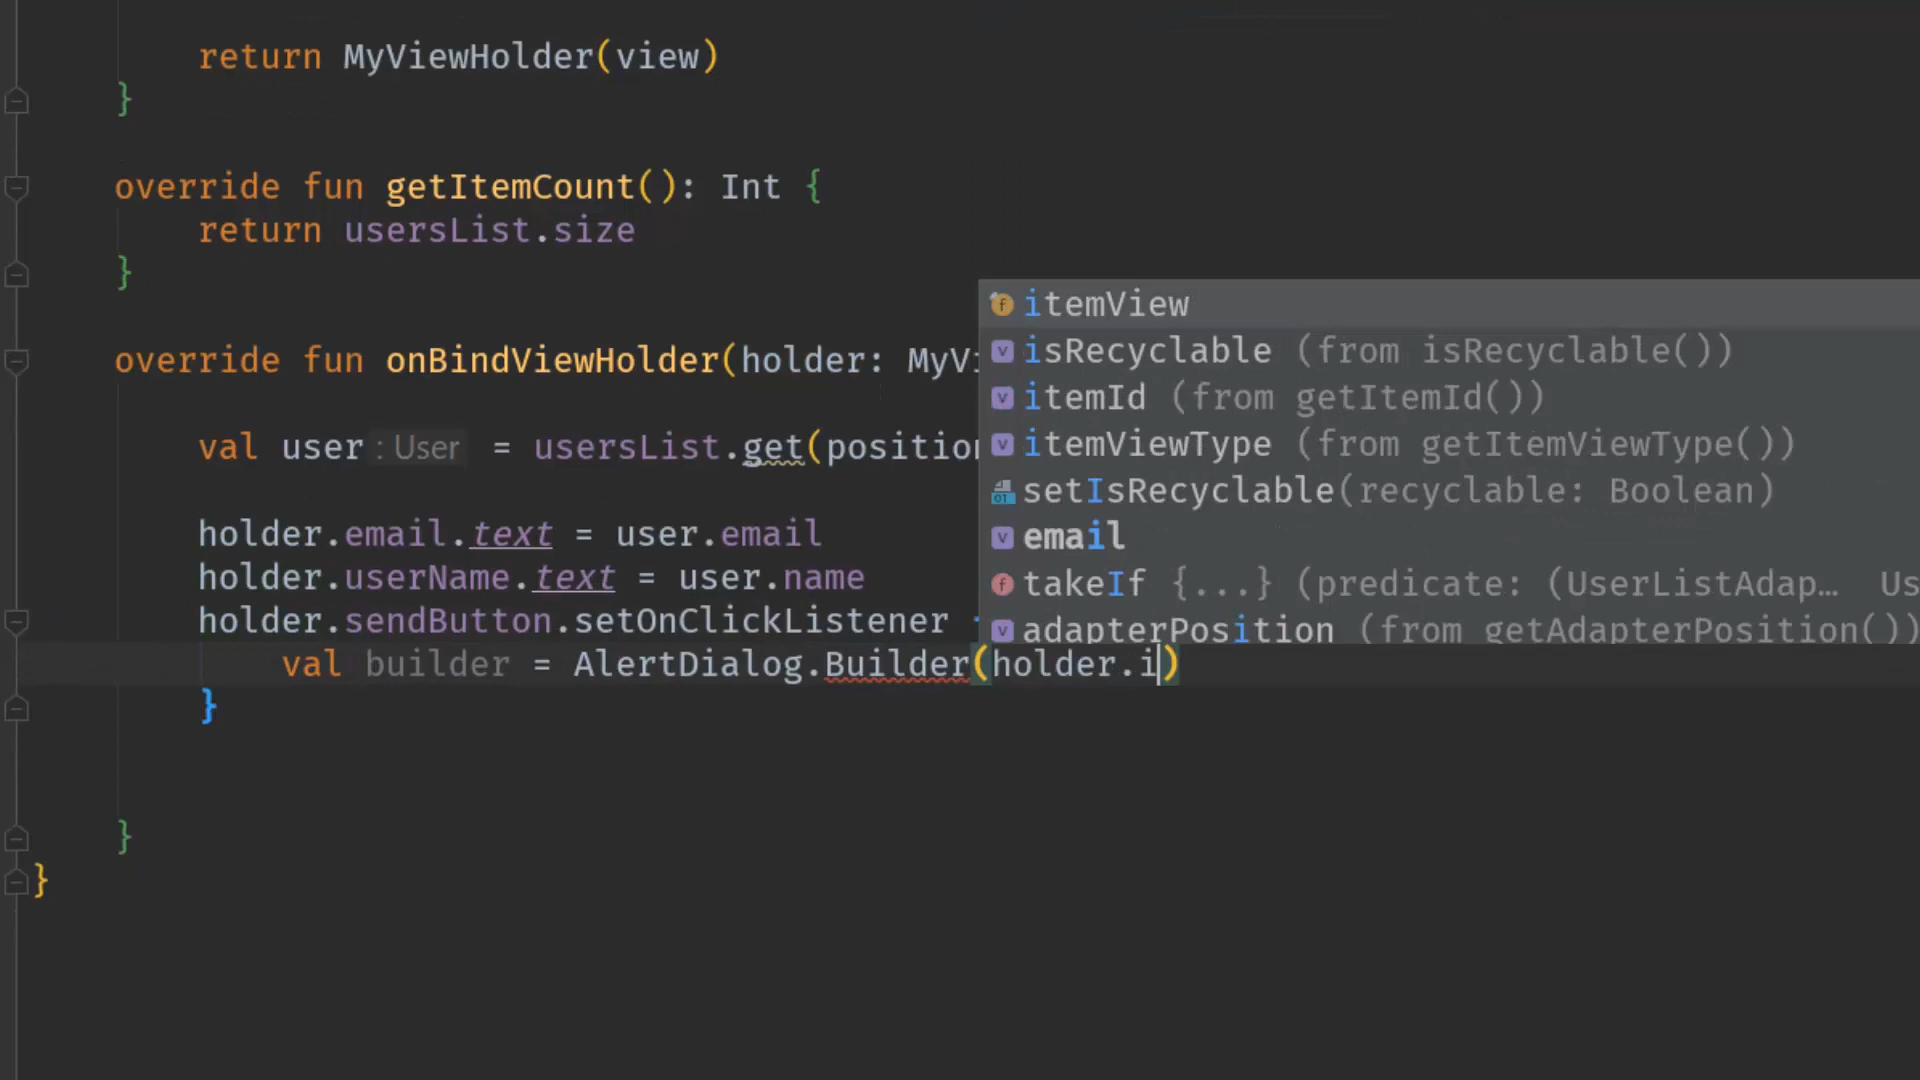 return MyViewHolder(view)
}
override fun getItemCount(): Int {
return usersList.size
}
override fun onBindViewHolder(holder: MyVi
val user : User = usersList.get(position
holder.email.text = user.email
holder.userName.text = user.name
holder.sendButton.setOnClickListener
val builder = AlertDialog.Builder(holder.i)
}
}
}
itemView
isRecyclable (from isRecyclable())
itemId (from getItemId())
itemViewType (from getItemViewType())
setIsRecyclable(recyclable: Boolean)
email
takeIf {...} (predicate: (UserListAdap… Us
adapterPosition (from getAdapterPosition())